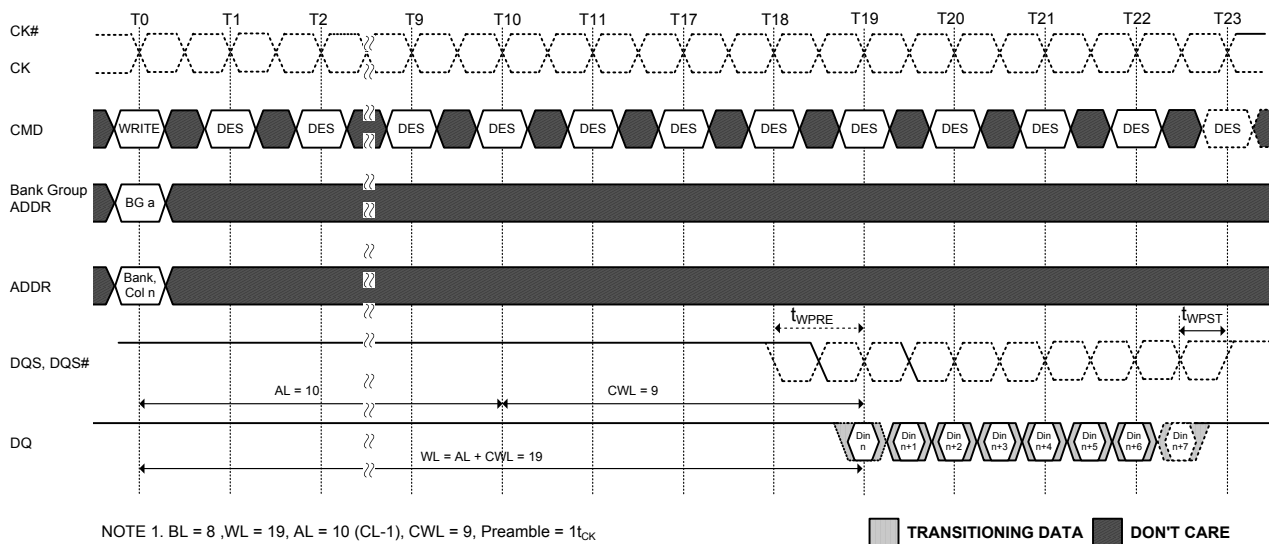 T0 T1 T2 T9 T10 T11 T17 T18 T19 T20 T21 T22 T23
CK#
CK
CMD WRITE DES DES DES DES DES DES DES DES DES DES DES DES
Bank Group
ADDR
BG a
ADDR
Bank,
Col n
tWPRE
tWPST
DQS, DQS#
AL = 10
CWL = 9
DQ
Din
n
Din
n+1
Din
n+2
Din
n+3
Din
n+4
Din
n+5
Din
n+6
Din
n+7
WL = AL + CWL = 19
NOTE 1. BL = 8 ,WL = 19, AL = 10 (CL-1), CWL = 9, Preamble = 1tCK
TRANSITIONING DATA
DON'T CARE